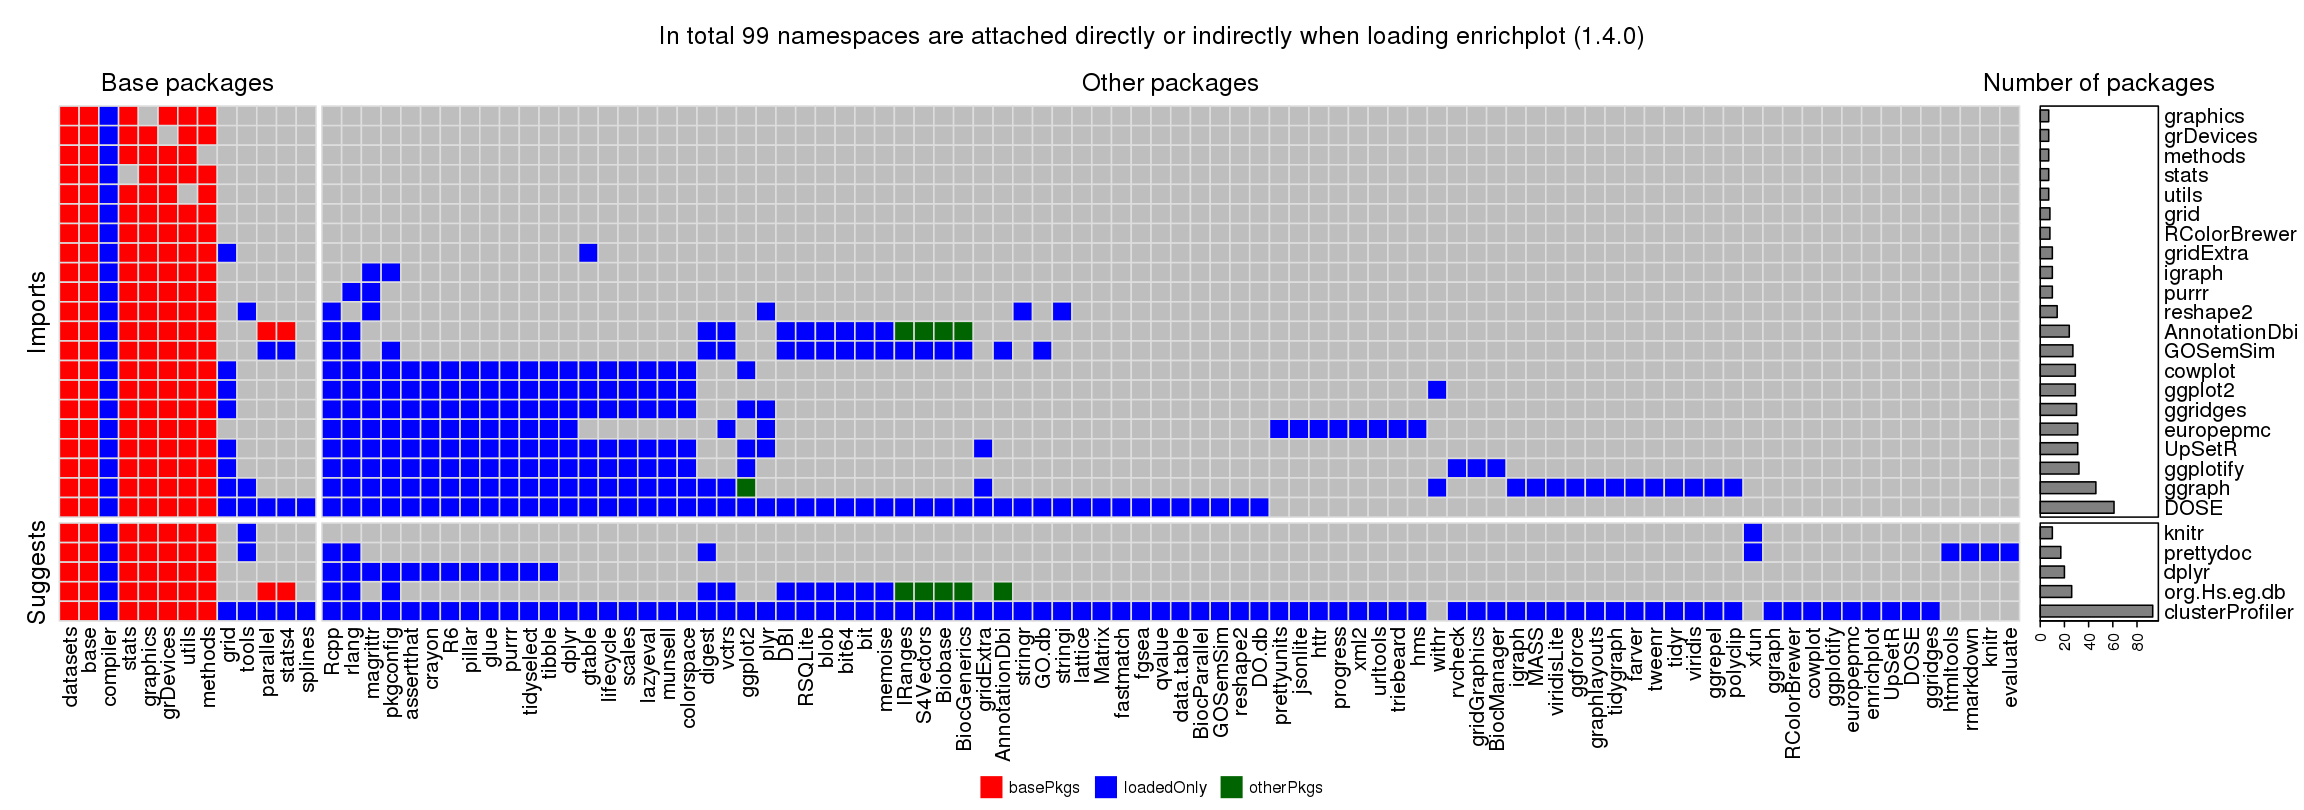 In total 99 namespaces are attached directly or indirectly when loading enrichplot (1.4.0)
Base packages
Other packages
Number of packages
Imports
Suggests
graphics
grDevices
methods
stats
utils
grid
RColorBrewer
gridExtra
igraph
purrr
reshape2
AnnotationDbi
GOSemSim
cowplot
ggplot2
ggridges
europepmc
UpSetR
ggplotify
ggraph
DOSE
knitr
prettydoc
dplyr
org.Hs.eg.db
clusterProfiler
0
20
40
60
80
datasets
base
compiler
stats
graphics
grDevices
utils
methods
grid
tools
parallel
stats4
splines
Rcpp
rlang
magrittr
pkgconfig
assertthat
crayon
R6
pillar
glue
purrr
tidyselect
tibble
dplyr
gtable
lifecycle
scales
lazyeval
munsell
colorspace
digest
vctrs
ggplot2
plyr
DBI
RSQLite
blob
bit64
bit
memoise
IRanges
S4Vectors
Biobase
BiocGenerics
gridExtra
AnnotationDbi
stringr
GO.db
stringi
lattice
Matrix
fastmatch
fgsea
qvalue
data.table
BiocParallel
GOSemSim
reshape2
DO.db
prettyunits
jsonlite
httr
progress
xml2
urltools
triebeard
hms
withr
rvcheck
gridGraphics
BiocManager
igraph
MASS
viridisLite
ggforce
graphlayouts
tidygraph
farver
tweenr
tidyr
viridis
ggrepel
polyclip
xfun
ggraph
RColorBrewer
cowplot
ggplotify
europepmc
enrichplot
UpSetR
DOSE
ggridges
htmltools
rmarkdown
knitr
evaluate
basePkgs
loadedOnly
otherPkgs